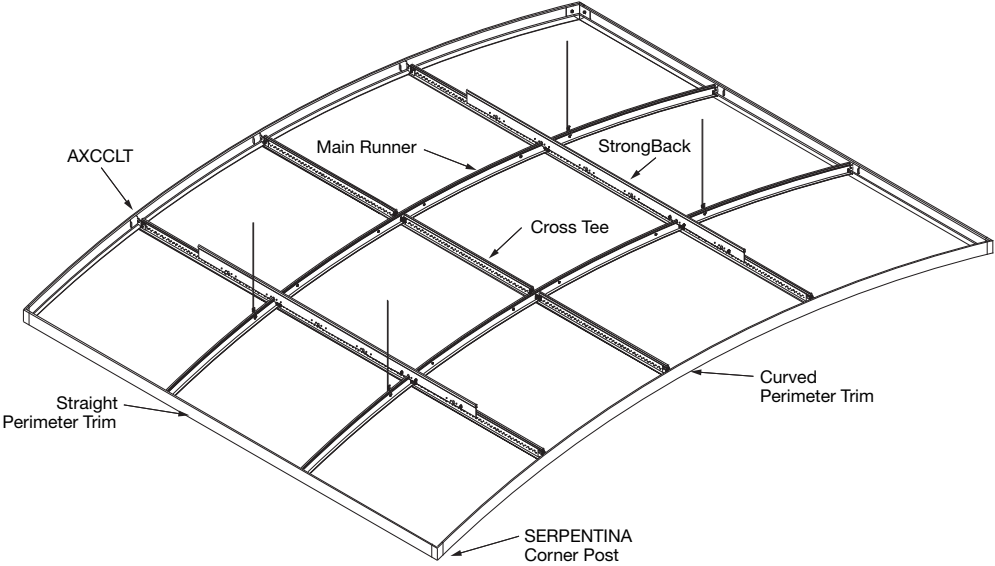 Main Runner
StrongBack
AXCCLT
Cross Tee
Curved
Perimeter Trim
Straight
Perimeter Trim
SERPENTINA
Corner Post